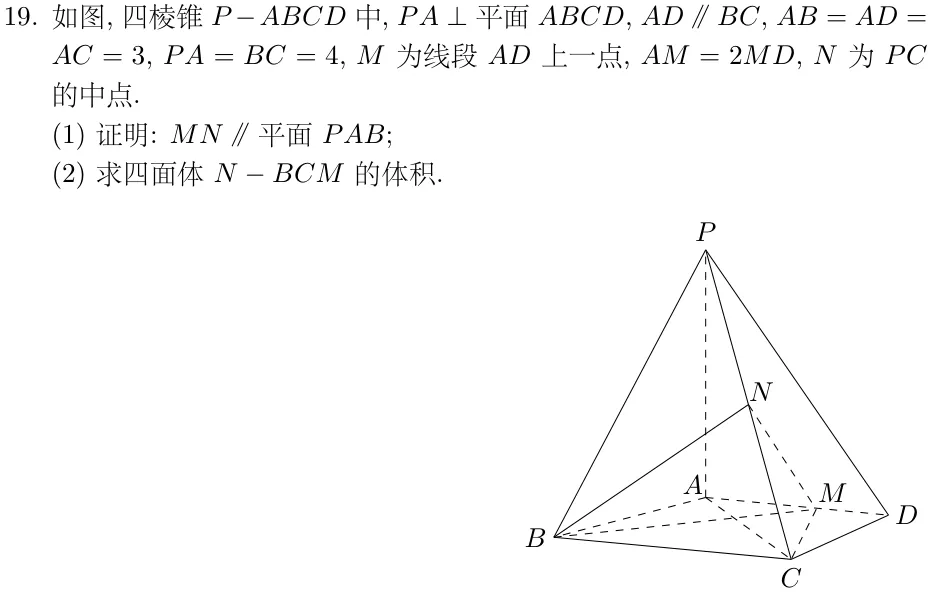 19. 如图, 四棱锥 P − ABCD 中, PA ⊥ 平面 ABCD, AD ∥ BC, AB = AD =
AC = 3, PA = BC = 4, M 为线段 AD 上一点, AM = 2MD, N 为 PC
的中点.
(1) 证明: MN ∥ 平面 PAB;
(2) 求四面体 N − BCM 的体积.
P
N
A
M
D
B
C